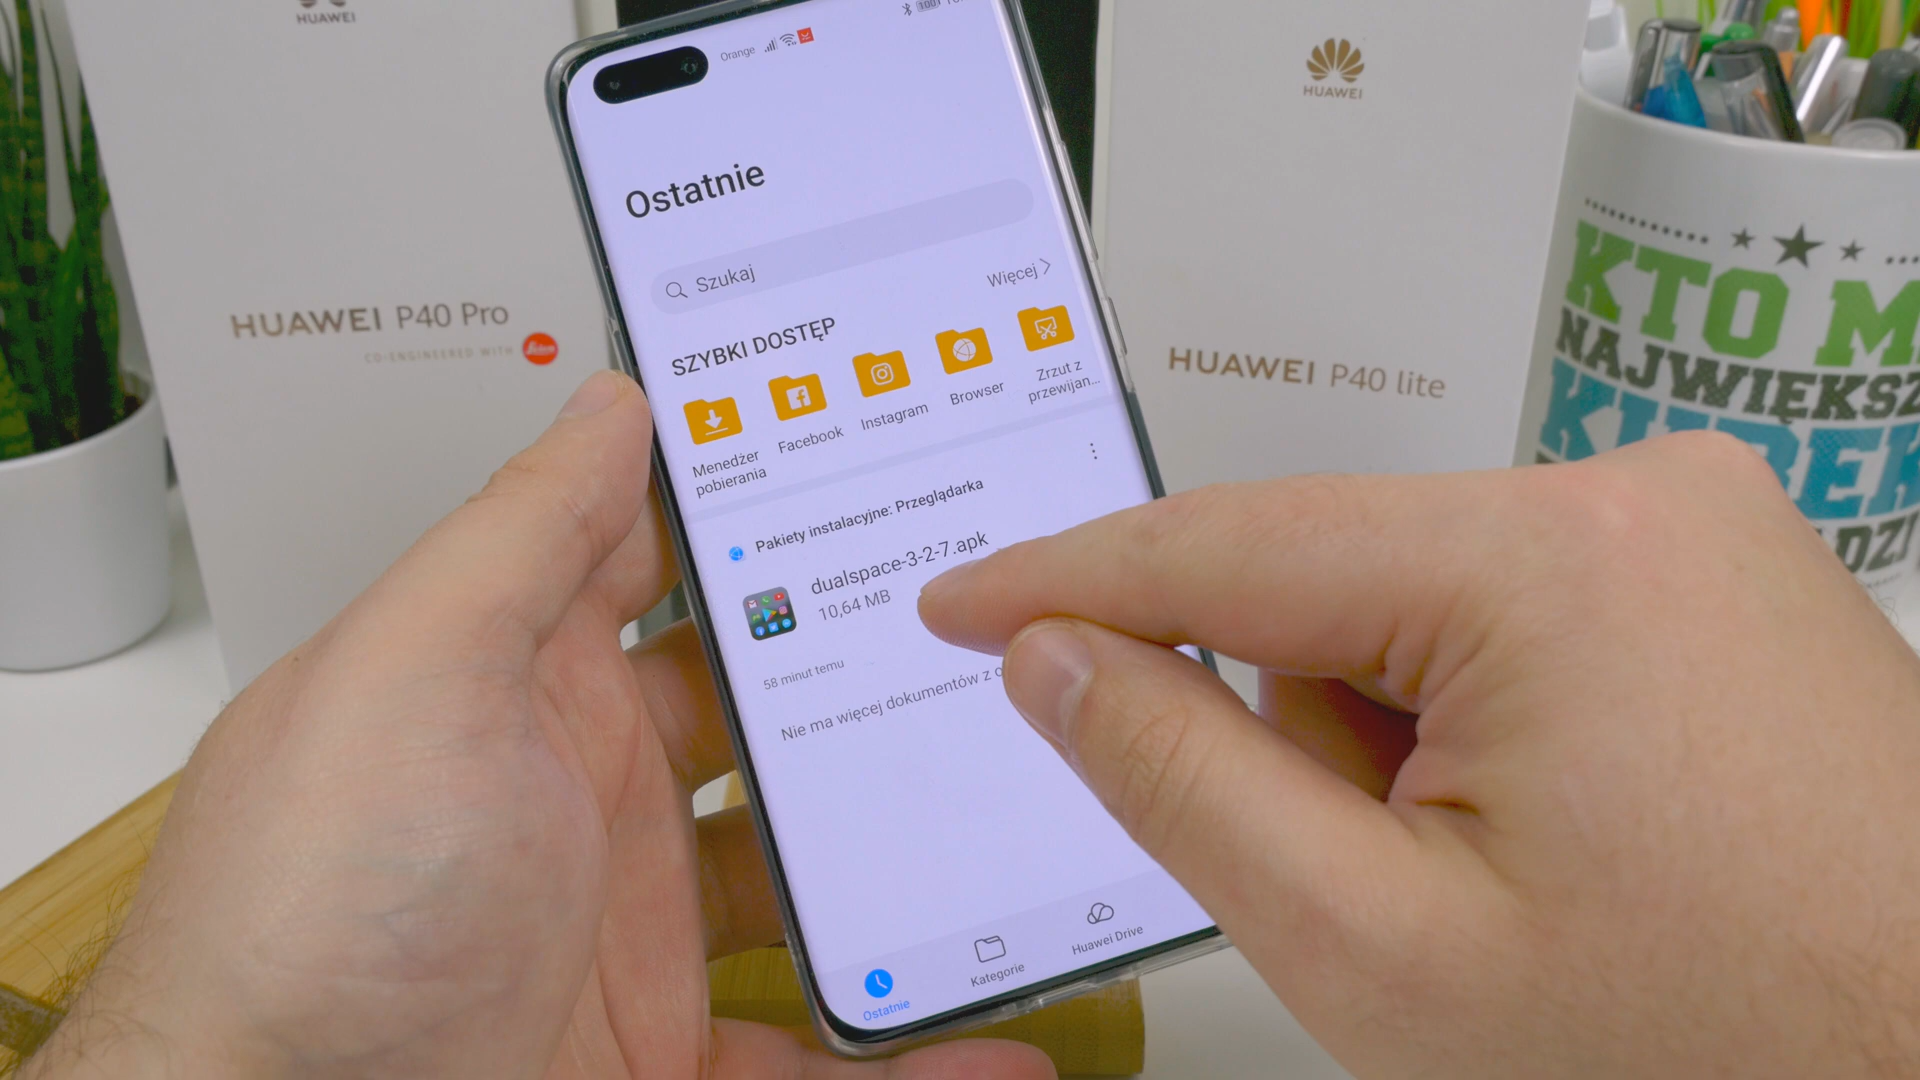 HUAWEI
HUAWEI P40 Pro
CO-ENGINEERED WITH
Leica
Orange
100
Ostatnie
Szukaj
Więcej
SZYBKI DOSTĘP
Menedżer
pobierania
Facebook
Instagram
Browser
Zrzut z
przewijan...
Pakiety instalacyjne: Przeglądarka
dualspace-3-2-7.apk
10,64 MB
58 minut temu
Nie ma więcej dokumentów z
Ostatnie
Kategorie
Huawei Drive
HUAWEI
HUAWEI P40 lite
KTO M
NAJWIĘKSZ